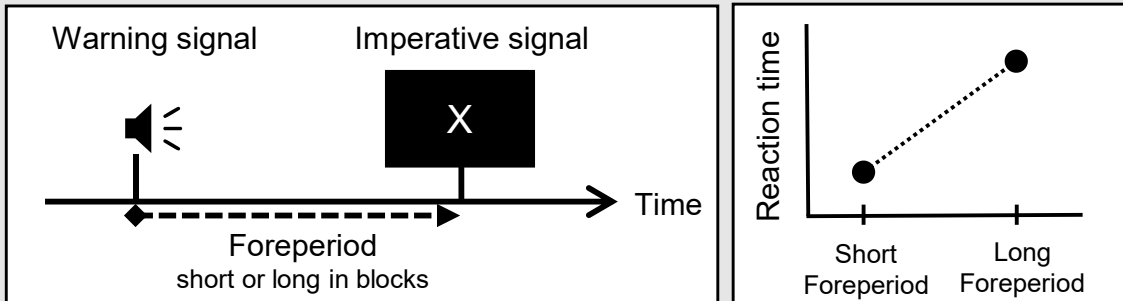 Warning signal
Imperative signal
X
Time
Foreperiod
short or long in blocks
Reaction time
Short
Foreperiod
Long
Foreperiod